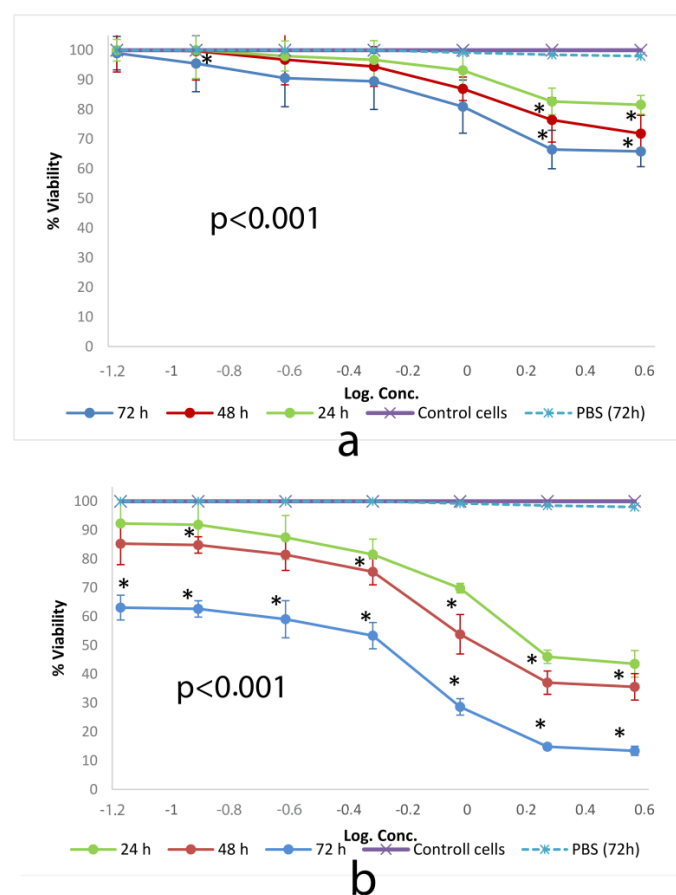 100
90
80
70
60
50
40
30
20
10
0
% Viability
* * * * *
p<0.001
-1.2 -1 -0.8 -0.6 -0.4 -0.2 0 0.2 0.4 0.6
Log. Conc.
72 h 48 h 24 h Control cells PBS (72h)
a
100
90
80
70
60
50
40
30
20
10
0
% Viability
* * * * * * * * * * * *
p<0.001
-1.2 -1 -0.8 -0.6 -0.4 -0.2 0 0.2 0.4 0.6
Log. Conc.
24 h 48 h 72 h Controll cells PBS (72h)
b